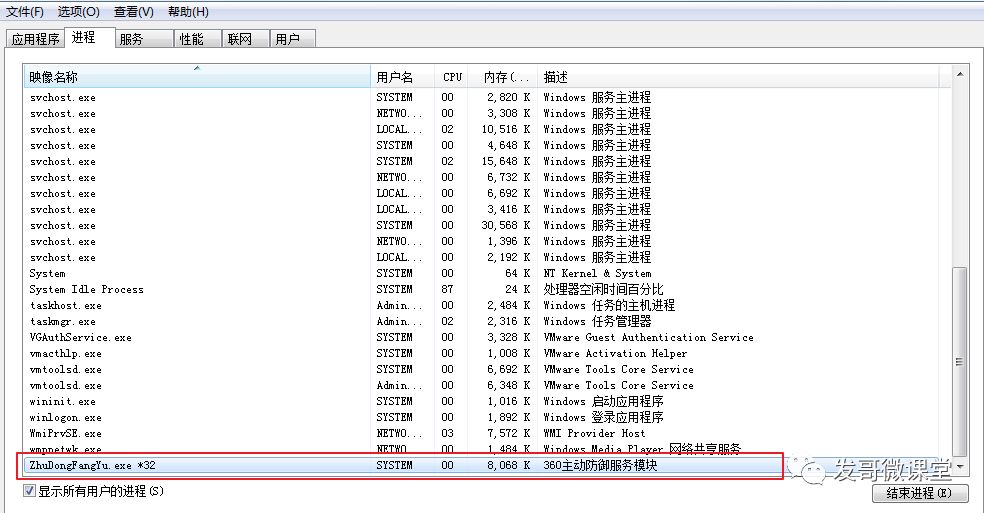 文件(F) 选项(O) 查看(V) 帮助(H)
应用程序 进程 服务 性能 联网 用户
映像名称 用户名 CPU 内存(... 描述
svchost.exe SYSTEM 00 2,820 K Windows 服务主进程
svchost.exe NETWO... 00 3,308 K Windows 服务主进程
svchost.exe LOCAL... 02 10,516 K Windows 服务主进程
svchost.exe SYSTEM 00 4,648 K Windows 服务主进程
svchost.exe SYSTEM 02 15,648 K Windows 服务主进程
svchost.exe NETWO... 00 6,732 K Windows 服务主进程
svchost.exe LOCAL... 00 6,692 K Windows 服务主进程
svchost.exe LOCAL... 00 3,416 K Windows 服务主进程
svchost.exe SYSTEM 00 30,568 K Windows 服务主进程
svchost.exe NETWO... 00 1,396 K Windows 服务主进程
svchost.exe LOCAL... 00 2,192 K Windows 服务主进程
System SYSTEM 00 64 K NT Kernel & System
System Idle Process SYSTEM 87 24 K 处理器空闲时间百分比
taskhost.exe Admin... 00 2,484 K Windows 任务的主机进程
taskmgr.exe Admin... 02 2,316 K Windows 任务管理器
VGAuthService.exe SYSTEM 00 3,328 K VMware Guest Authentication Service
vmacthlp.exe SYSTEM 00 1,008 K VMware Activation Helper
vmtoolsd.exe SYSTEM 00 6,692 K VMware Tools Core Service
vmtoolsd.exe Admin... 00 6,348 K VMware Tools Core Service
wininit.exe SYSTEM 00 1,016 K Windows 启动应用程序
winlogon.exe SYSTEM 00 1,892 K Windows 登录应用程序
WmiPrvSE.exe NETWO... 03 7,572 K WMI Provider Host
wmpnetwk.exe NETWO... 00 1,484 K Windows Media Player 网络共享服务
ZhuDongFangYu.exe *32 SYSTEM 00 8,068 K 360主动防御服务模块
发哥微课堂
显示所有用户的进程(S) 结束进程(E)